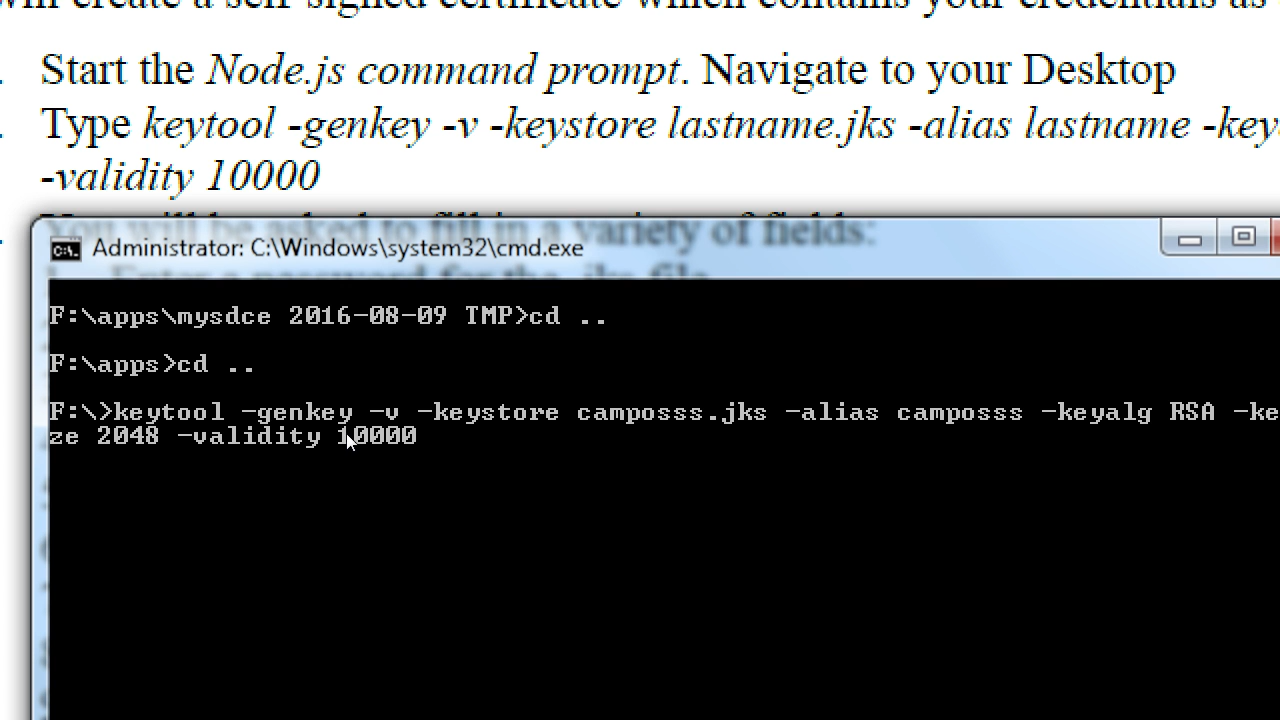 will create a self-signed certificate which contains your credentials as
Start the Node.js command prompt. Navigate to your Desktop
Type keytool -genkey -v -keystore lastname.jks -alias lastname -key
-validity 10000
You will be asked to fill in a variety of fields:
Enter a password for the .jks file
Administrator: C:\Windows\system32\cmd.exe
F:\apps\mysdce 2016-08-09 TMP>cd ..
F:\apps>cd ..
F:\>keytool -genkey -v -keystore camposss.jks -alias camposss -keyalg RSA -ke
ze 2048 -validity 10000